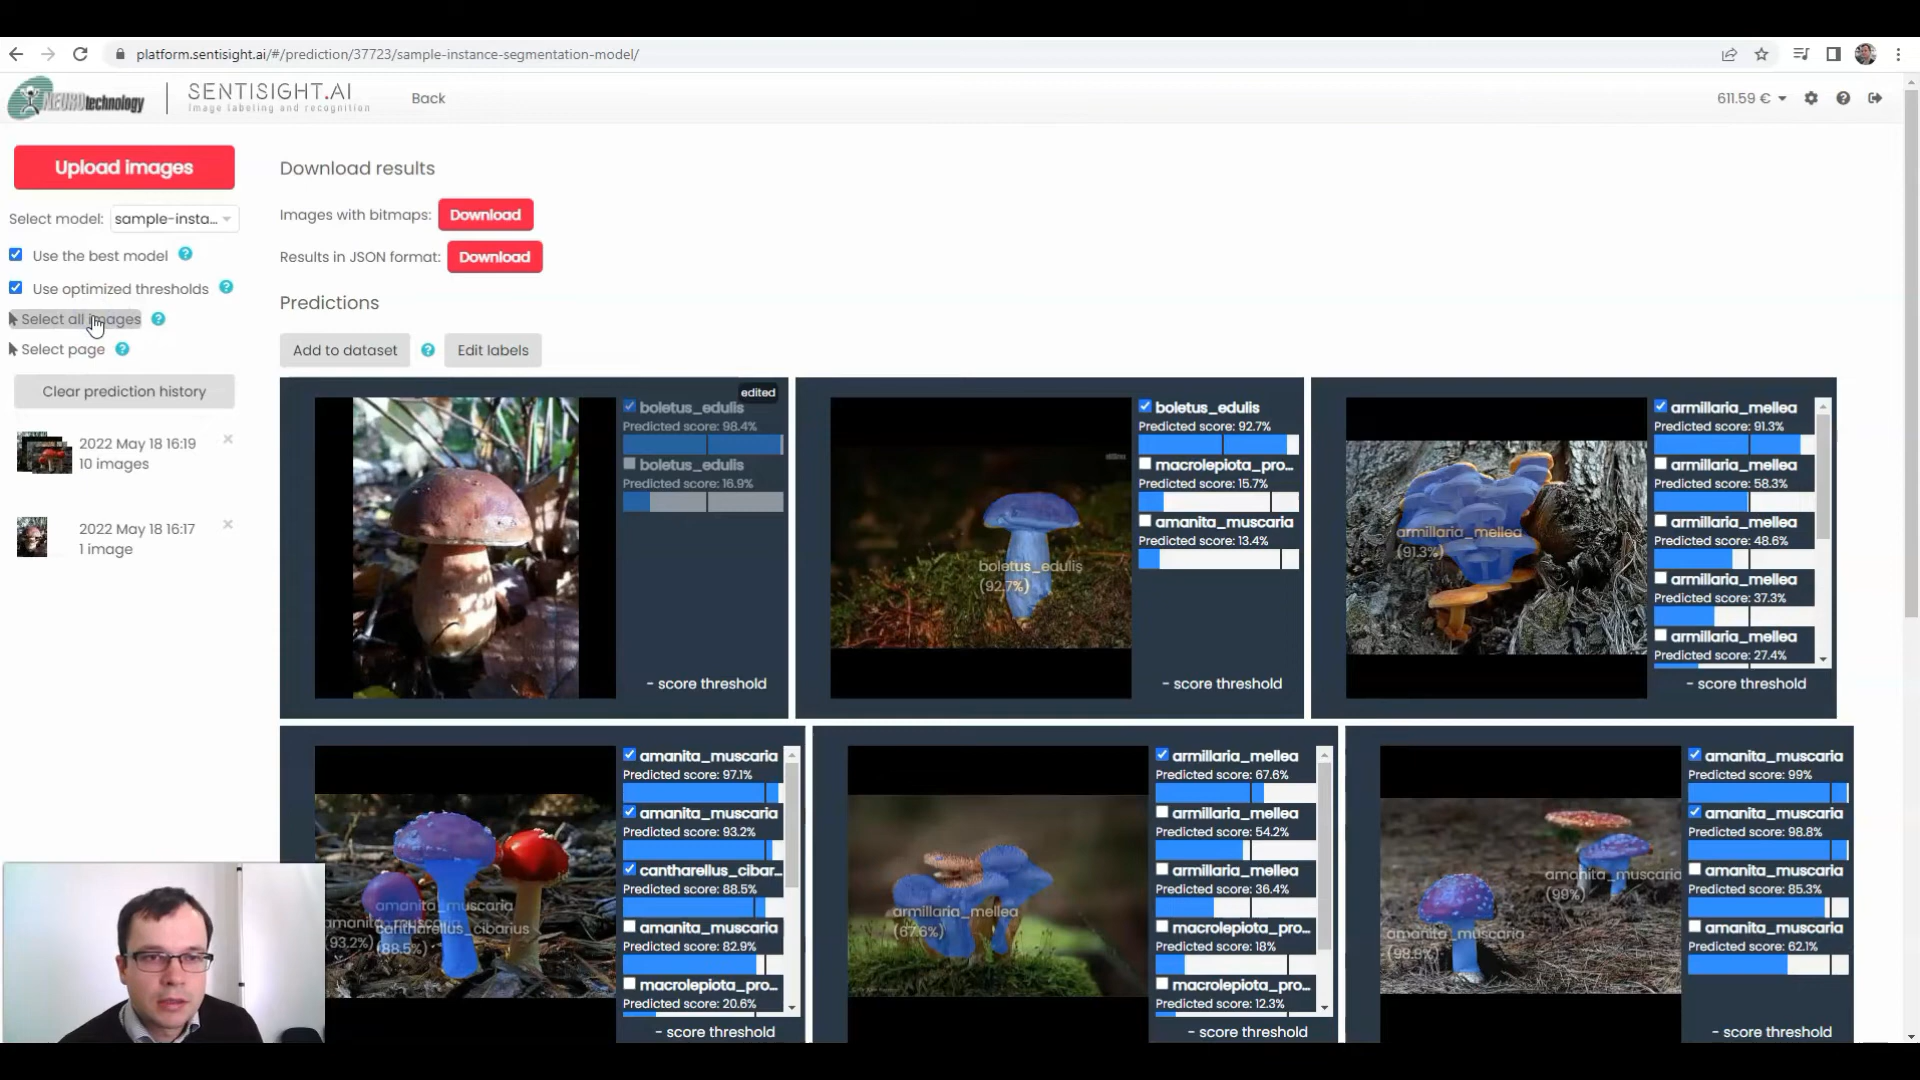 platform.sentisight.ai/#/prediction/37723/sample-instance-segmentation-model/
NEUROtechnology
SENTISIGHT.AI
Image labeling and recognition
Back
611.59 €
Upload images
Select model: sample-insta...
Use the best model
Use optimized thresholds
Select all images
Select page
Clear prediction history
2022 May 18 16:19
10 images
2022 May 18 16:17
1 image
Download results
Images with bitmaps: Download
Results in JSON format: Download
Predictions
Add to dataset
Edit labels
edited
boletus_edulis
Predicted score: 98.4%
boletus_edulis
Predicted score: 16.9%
- score threshold
boletus_edulis
(92.7%)
boletus_edulis
Predicted score: 92.7%
macrolepiota_pro...
Predicted score: 15.7%
amanita_muscaria
Predicted score: 13.4%
- score threshold
armillaria_mellea
(91.3%)
armillaria_mellea
Predicted score: 91.3%
armillaria_mellea
Predicted score: 58.3%
armillaria_mellea
Predicted score: 48.6%
armillaria_mellea
Predicted score: 37.3%
armillaria_mellea
Predicted score: 27.4%
- score threshold
amanita_muscaria
cantharellus_cibarius
(93.2%)
(88.5%)
amanita_muscaria
Predicted score: 97.1%
amanita_muscaria
Predicted score: 93.2%
cantharellus_cibar...
Predicted score: 88.5%
amanita_muscaria
Predicted score: 82.9%
macrolepiota_pro...
Predicted score: 20.6%
- score threshold
armillaria_mellea
(67.6%)
armillaria_mellea
Predicted score: 67.6%
armillaria_mellea
Predicted score: 54.2%
armillaria_mellea
Predicted score: 36.4%
macrolepiota_pro...
Predicted score: 18%
macrolepiota_pro...
Predicted score: 12.3%
- score threshold
amanita_muscaria
(99%)
amanita_muscaria
(98.8%)
amanita_muscaria
Predicted score: 99%
amanita_muscaria
Predicted score: 98.8%
amanita_muscaria
Predicted score: 85.3%
amanita_muscaria
Predicted score: 62.1%
- score threshold